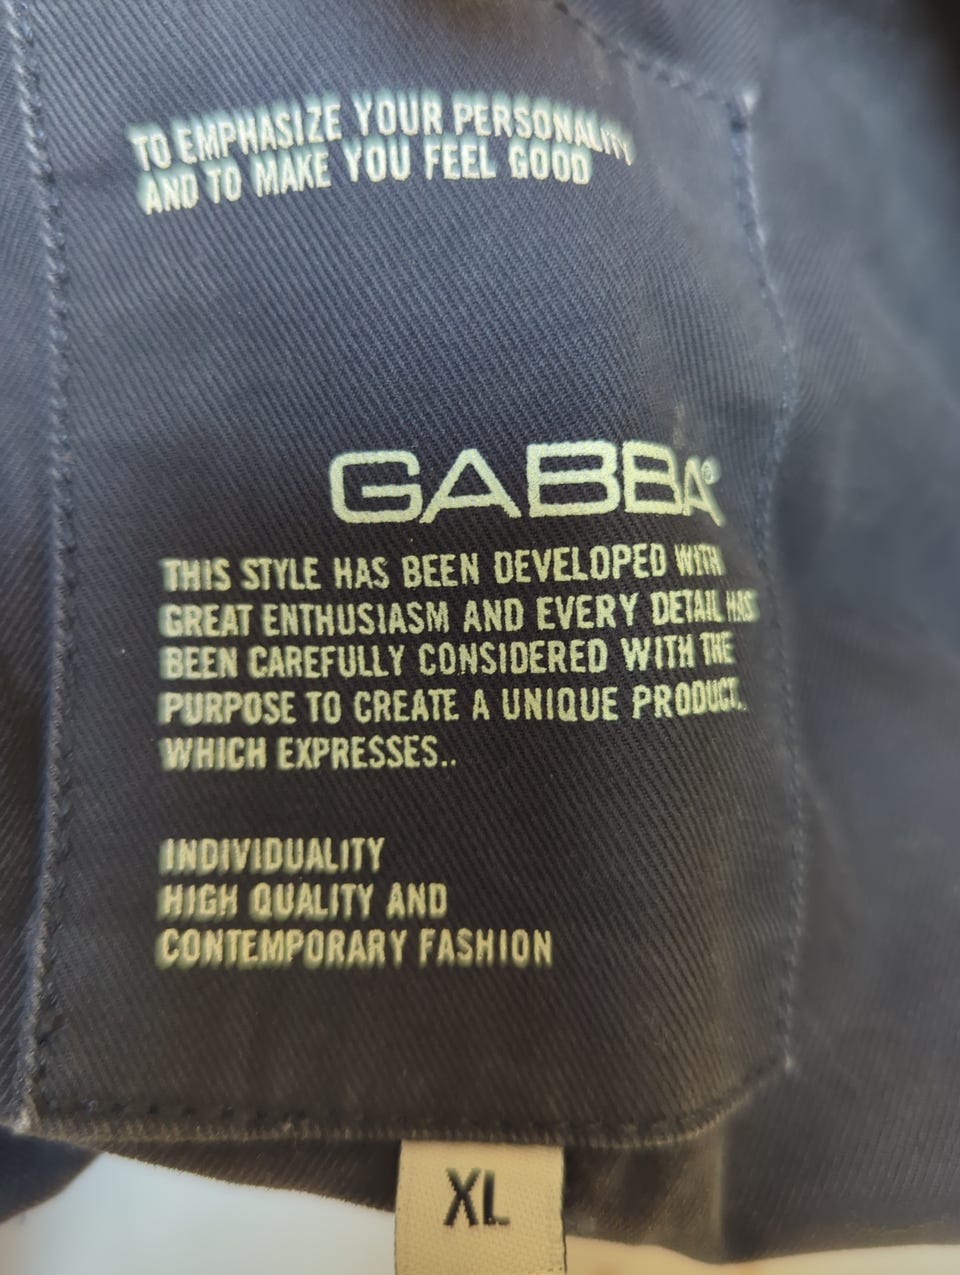 TO EMPHASIZE YOUR PERSONALITY
AND TO MAKE YOU FEEL GOOD
GABBA®
THIS STYLE HAS BEEN DEVELOPED WITH
GREAT ENTHUSIASM AND EVERY DETAIL HAS
BEEN CAREFULLY CONSIDERED WITH THE
PURPOSE TO CREATE A UNIQUE PRODUCT..
WHICH EXPRESSES..
INDIVIDUALITY
HIGH QUALITY AND
CONTEMPORARY FASHION
XL